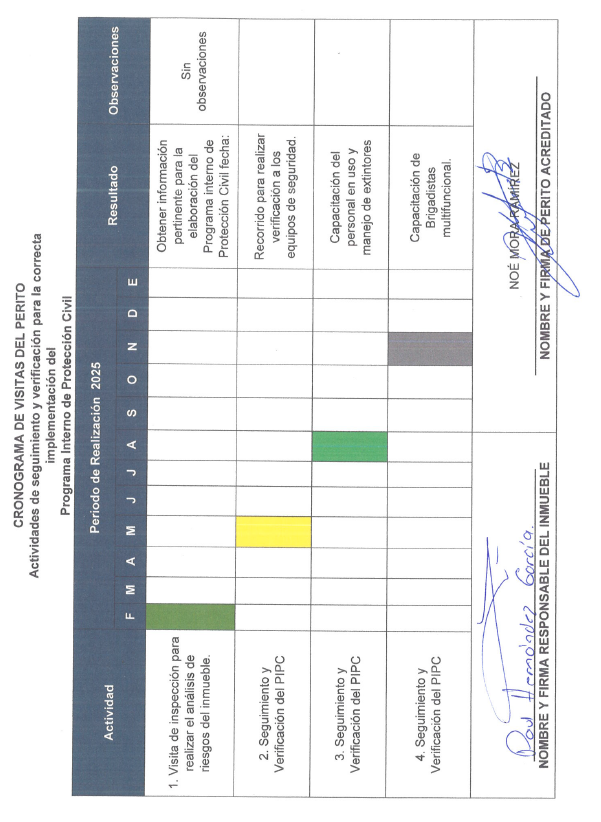 CRONOGRAMA DE VISITAS DEL PERITO
Actividades de seguimiento y verificación para la correcta
implementación del
Programa Interno de Protección Civil
Actividad
Periodo de Realización 2025
Resultado
Observaciones
F M A M J J A S O N D E
1. Visita de inspección para
realizar el análisis de
riesgos del inmueble.
Obtener información
pertinente para la
elaboración del
Programa interno de
Protección Civil fecha:
Sin
observaciones
2. Seguimiento y
Verificación del PIPC
Recorrido para realizar
verificación a los
equipos de seguridad.
3. Seguimiento y
Verificación del PIPC
Capacitación del
personal en uso y
manejo de extintores
4. Seguimiento y
Verificación del PIPC
Capacitación de
Brigadistas
multifuncional.
Hernández García.
NOMBRE Y FIRMA RESPONSABLE DEL INMUEBLE
NOÉ MORA RAMÍREZ
NOMBRE Y FIRMA DE PERITO ACREDITADO